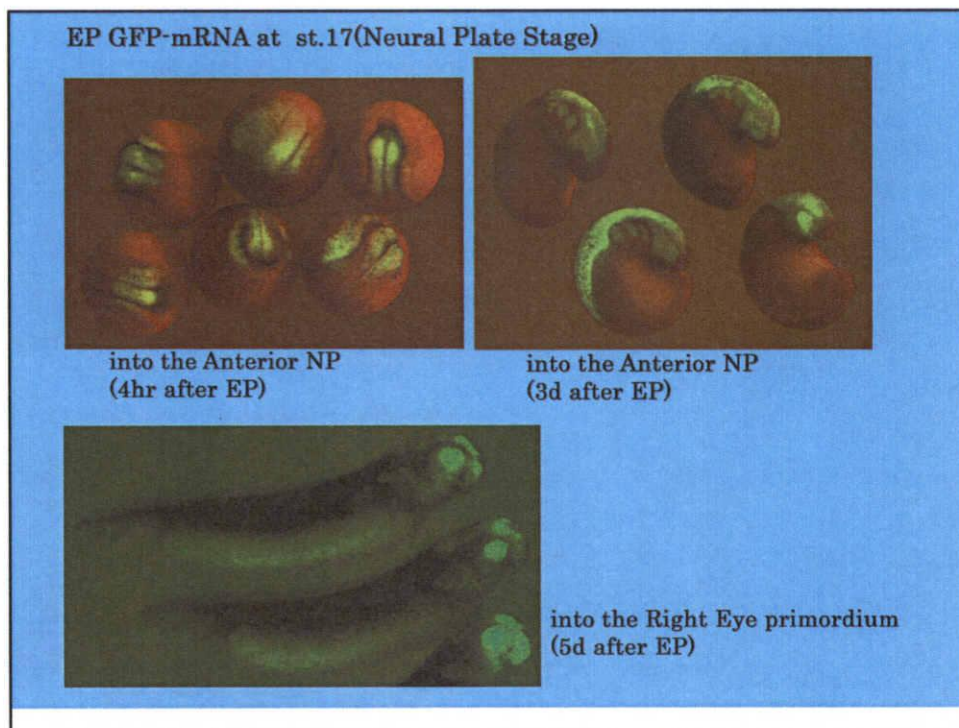 EP GFP-mRNA at st.17(Neural Plate Stage)
into the Anterior NP
(4hr after EP)
into the Anterior NP
(3d after EP)
into the Right Eye primordium
(5d after EP)